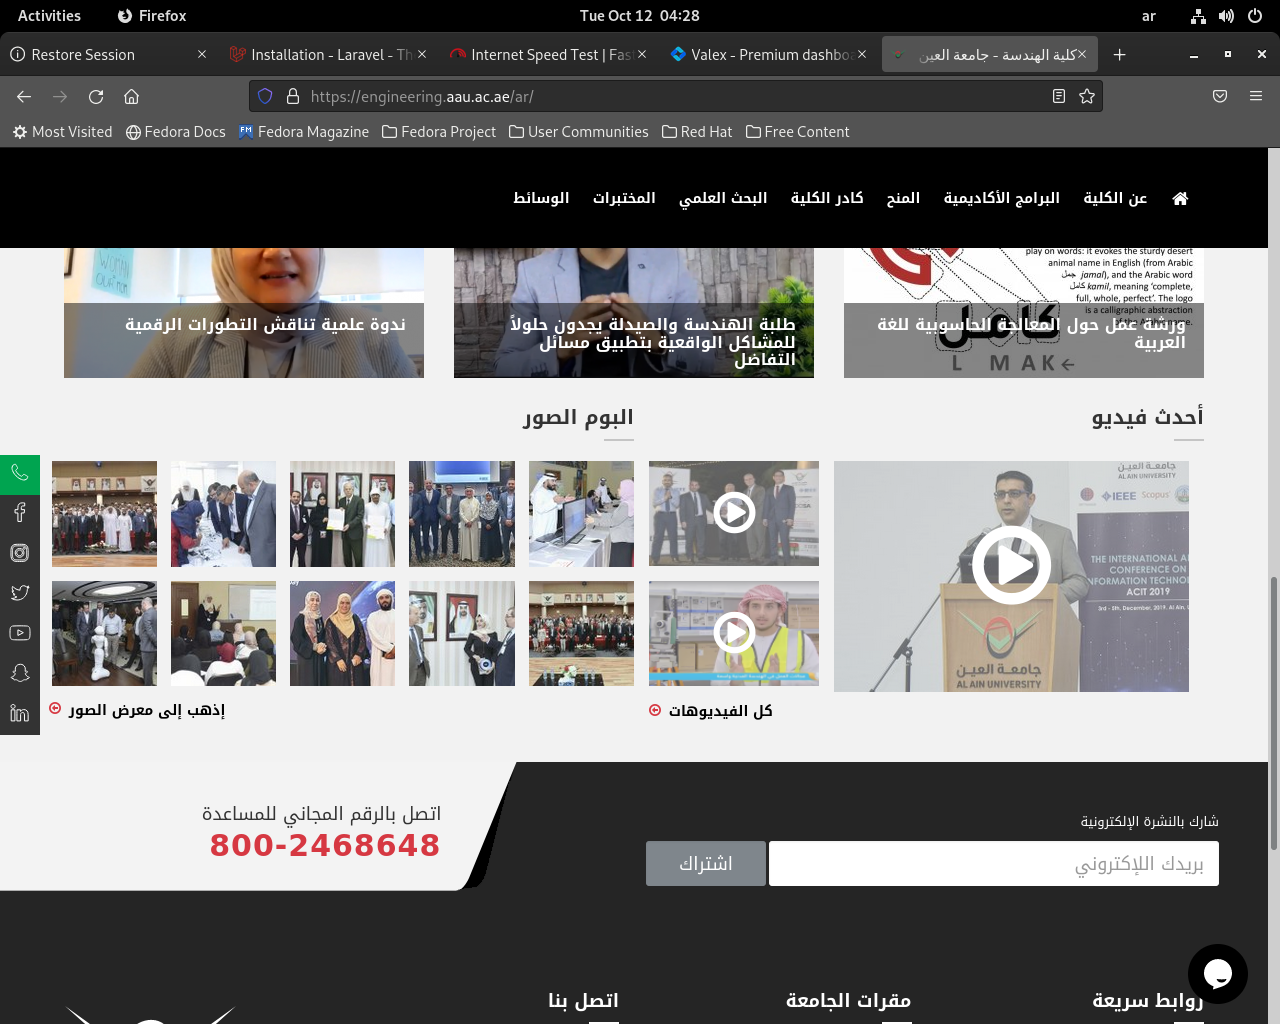 Activities
Firefox
Tue Oct 12 04:28
ar
Restore Session
Installation - Laravel - Th
Internet Speed Test | Fast
Valex - Premium dashboa
كلية الهندسة - جامعة العين
https://engineering.aau.ac.ae/ar/
Most Visited
Fedora Docs
Fedora Magazine
Fedora Project
User Communities
Red Hat
Free Content
عن الكلية
البرامج الأكاديمية
المنح
كادر الكلية
البحث العلمي
المختبرات
الوسائط
play on words: it evokes the sturdy desert
animal name in English (from Arabic
جمل jamal), and the Arabic word
كامل kamil, meaning 'complete,
full, whole, perfect'. The logo
is a calligraphic abstraction
ورشة عمل حول المعالجة الحاسوبية للغة
العربية
كامل
L M A K ←
طلبة الهندسة والصيدلة يجدون حلولاً
للمشاكل الواقعية بتطبيق مسائل
التفاضل
WOMAN
ندوة علمية تناقش التطورات الرقمية
أحدث فيديو
البوم الصور
جامعة العين
AL AIN UNIVERSITY
IEEE
Scopus
THE INTERNATIONAL A
CONFERENCE ON
INFORMATION TECHNO
ACIT 2019
3rd - 5th, December, 2019, Al Ain, U
جامعة العين
AL AIN UNIVERSITY
كل الفيديوهات
إذهب إلى معرض الصور
شارك بالنشرة الإلكترونية
بريدك اللإكتروني
اشتراك
اتصل بالرقم المجاني للمساعدة
800-2468648
روابط سريعة
مقرات الجامعة
اتصل بنا